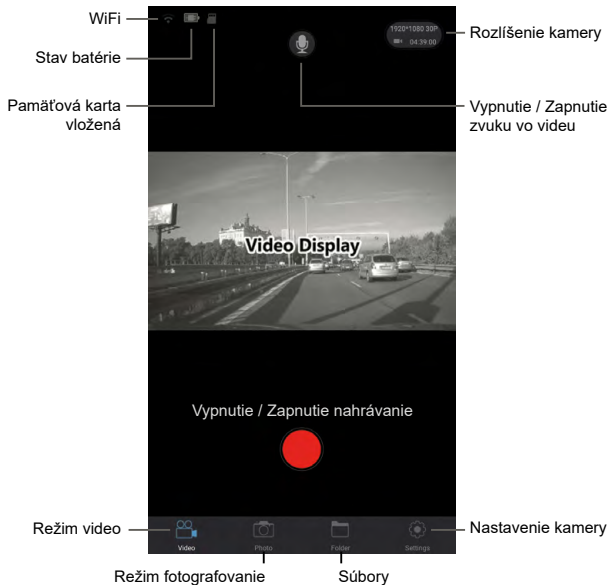 WiFi
Stav batérie
Pamäťová karta
vložená
1920*1080 30P
04:39:00
Rozlíšenie kamery
Vypnutie / Zapnutie
zvuku vo videu
Video Display
Vypnutie / Zapnutie nahrávanie
Režim video
Video
Photo
Folder
Settings
Nastavenie kamery
Režim fotografovanie
Súbory